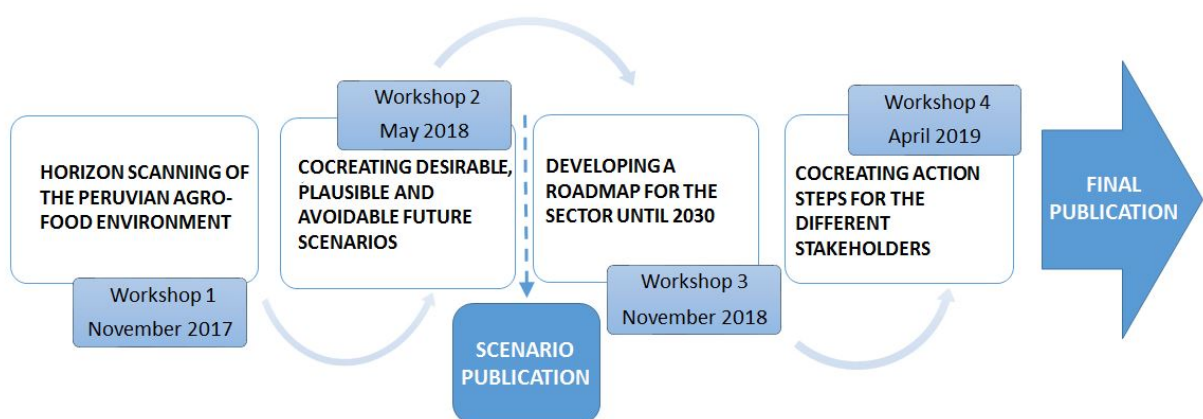 HORIZON SCANNING OF
THE PERUVIAN AGRO-
FOOD ENVIRONMENT
Workshop 1
November 2017
Workshop 2
May 2018
COCREATING DESIRABLE,
PLAUSIBLE AND
AVOIDABLE FUTURE
SCENARIOS
SCENARIO
PUBLICATION
DEVELOPING A
ROADMAP FOR THE
SECTOR UNTIL 2030
Workshop 3
November 2018
Workshop 4
April 2019
COCREATING ACTION
STEPS FOR THE
DIFFERENT
STAKEHOLDERS
FINAL
PUBLICATION